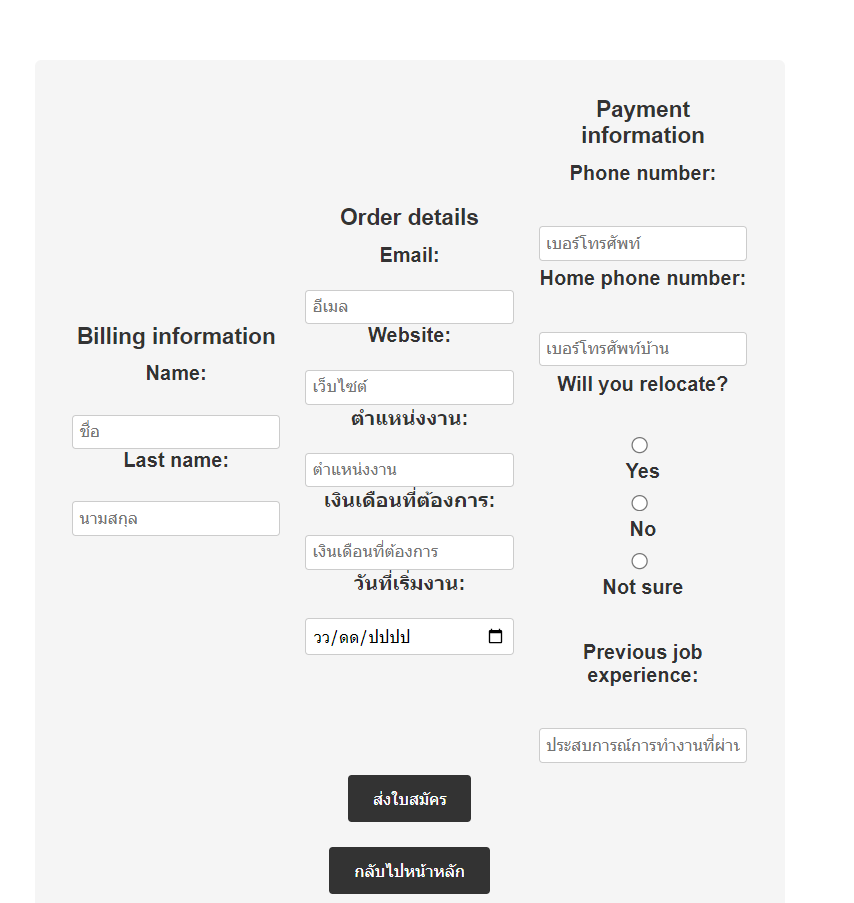 Billing information
Name:
ชื่อ
Last name:
นามสกุล
Order details
Email:
อีเมล
Website:
เว็บไซต์
ตำแหน่งงาน:
ตำแหน่งงาน
เงินเดือนที่ต้องการ:
เงินเดือนที่ต้องการ
วันที่เริ่มงาน:
วว/ดด/ปปปป
Payment
information
Phone number:
เบอร์โทรศัพท์
Home phone number:
เบอร์โทรศัพท์บ้าน
Will you relocate?
Yes
No
Not sure
Previous job
experience:
ประสบการณ์การทำงานที่ผ่าน
ส่งใบสมัคร
กลับไปหน้าหลัก